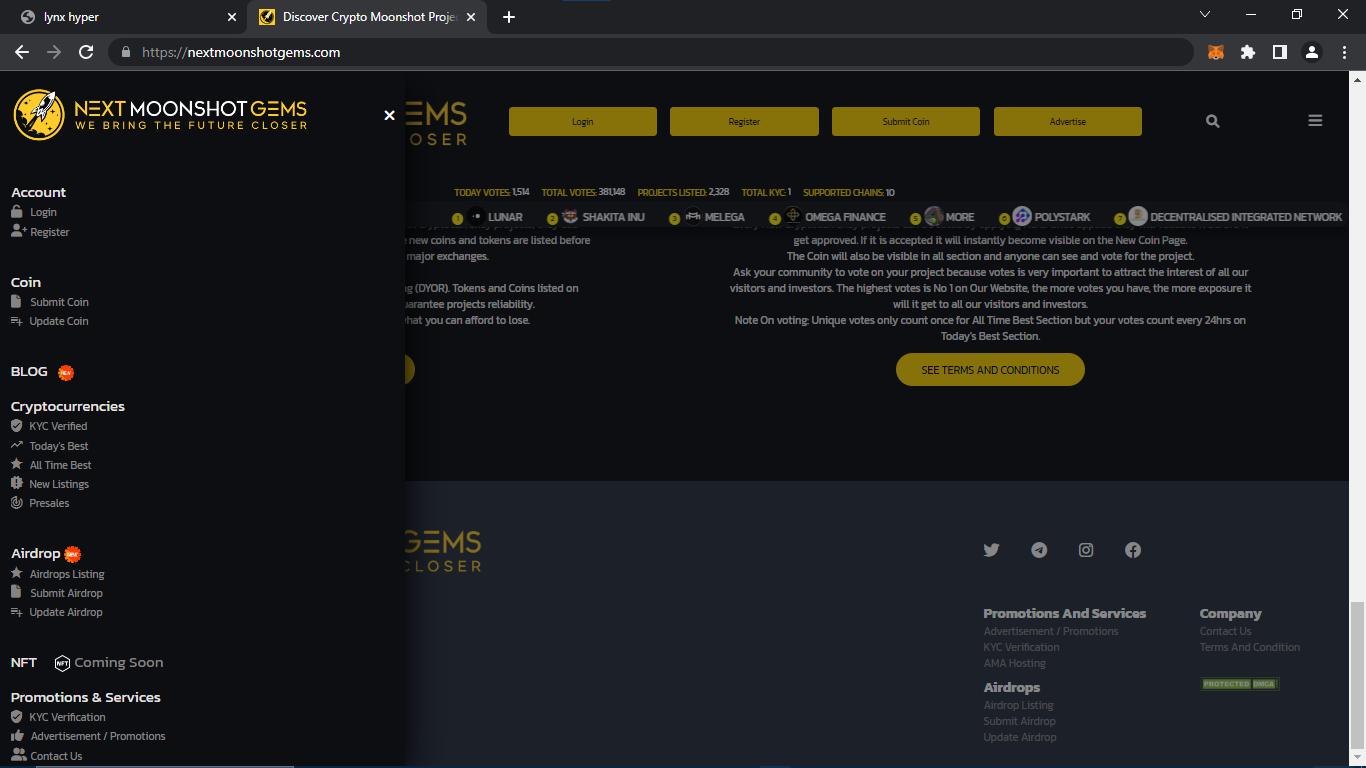 lynx hyper
Discover Crypto Moonshot Proje
https://nextmoonshotgems.com
NEXT MOONSHOT GEMS
WE BRING THE FUTURE CLOSER
Account
Login
Register
Coin
Submit Coin
Update Coin
BLOG NEW
Cryptocurrencies
KYC Verified
Today's Best
All Time Best
New Listings
Presales
Airdrop NEW
Airdrops Listing
Submit Airdrop
Update Airdrop
NFT NFT Coming Soon
Promotions & Services
KYC Verification
Advertisement / Promotions
Contact Us
GEMS
CLOSER
Login Register Submit Coin Advertise
TODAY VOTES: 1,514 TOTAL VOTES: 381,148 PROJECTS LISTED: 2,328 TOTAL KYC: 1 SUPPORTED CHAINS: 10
1 LUNAR 2 SHAKITA INU 3 MELEGA 4 OMEGA FINANCE 5 MORE 6 POLYSTARK 7 DECENTRALISED INTEGRATED NETWORK
new coins and tokens are listed before
major exchanges.
(DYOR). Tokens and Coins listed on
guarantee projects reliability.
what you can afford to lose.
get approved. If it is accepted it will instantly become visible on the New Coin Page.
The Coin will also be visible in all section and anyone can see and vote for the project.
Ask your community to vote on your project because votes is very important to attract the interest of all our
visitors and investors. The highest votes is No 1 on Our Website, the more votes you have, the more exposure it
will it get to all our visitors and investors.
Note On voting: Unique votes only count once for All Time Best Section but your votes count every 24hrs on
Today's Best Section.
SEE TERMS AND CONDITIONS
GEMS
CLOSER
Promotions And Services
Advertisement / Promotions
KYC Verification
AMA Hosting
Airdrops
Airdrop Listing
Submit Airdrop
Update Airdrop
Company
Contact Us
Terms And Condition
PROTECTED DMCA